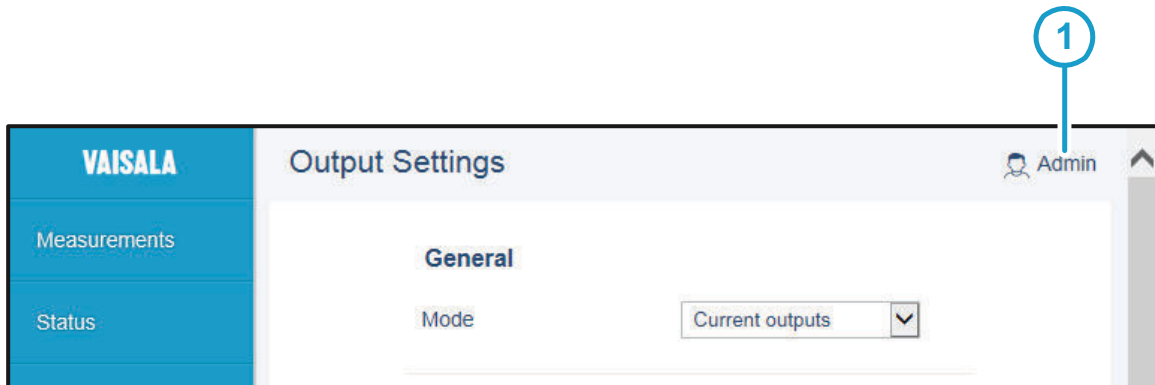 1
VAISALA
Output Settings
Admin
Measurements
General
Status
Mode
Current outputs